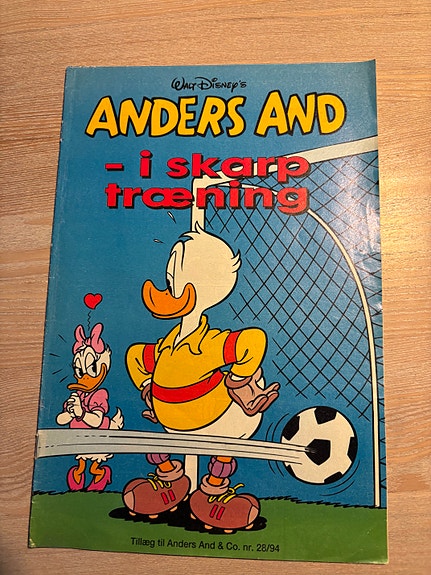 WALT DISNEY'S
ANDERS AND
- i skarp
træning
Tillæg til Anders And & Co. nr. 28/94